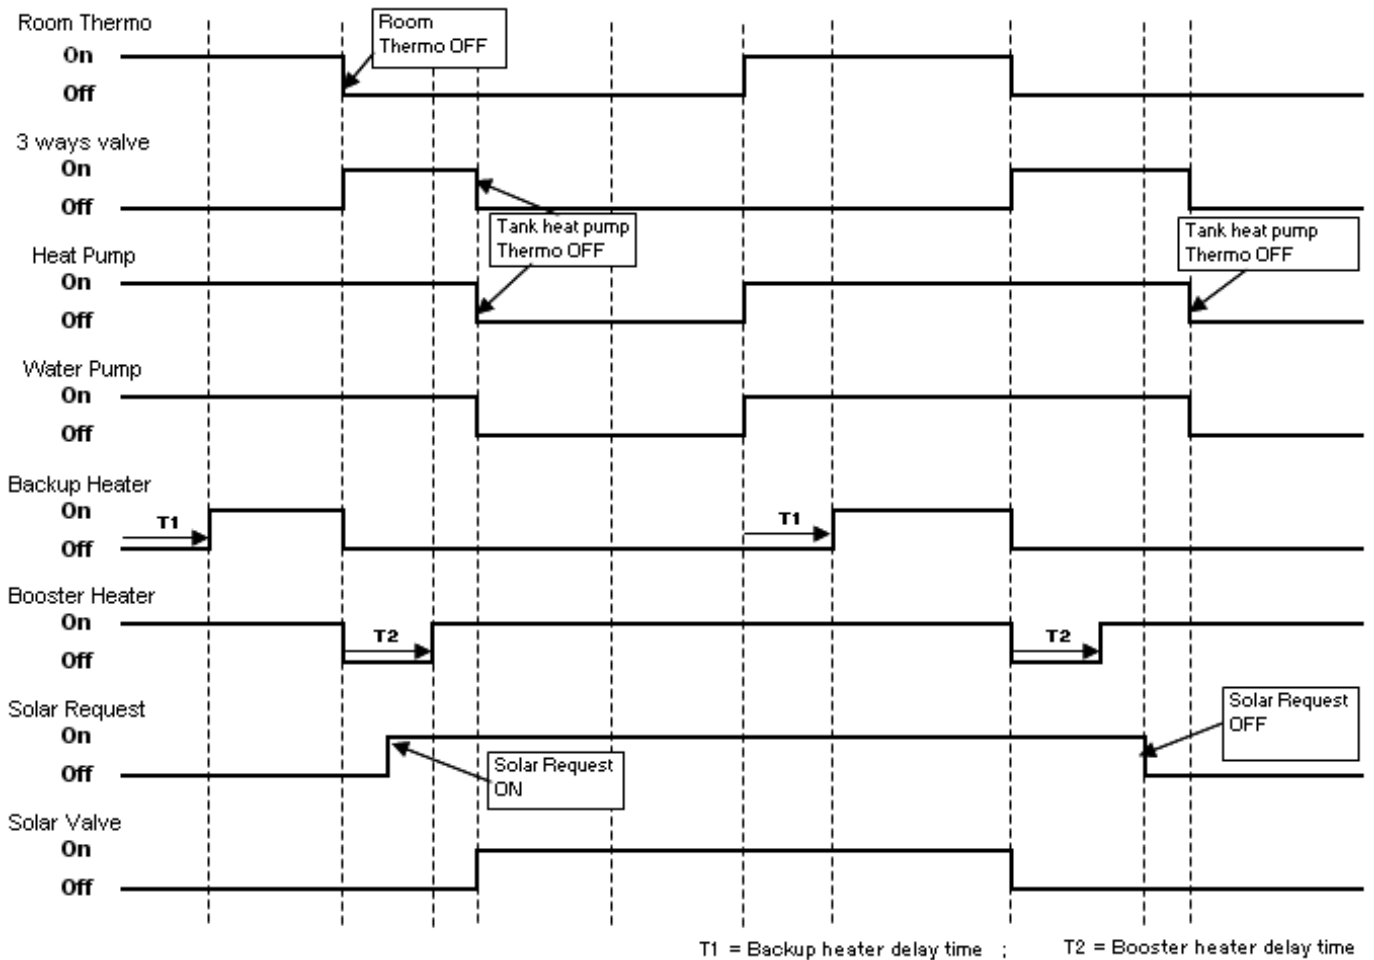 Room Thermo
On
Off
Room
Thermo OFF
3 ways valve
On
Off
Tank heat pump
Thermo OFF
Tank heat pump
Thermo OFF
Heat Pump
On
Off
Water Pump
On
Off
Backup Heater
On
Off
T1
T1
Booster Heater
On
Off
T2
T2
Solar Request
On
Off
Solar Request
ON
Solar Request
OFF
Solar Valve
On
Off
T1 = Backup heater delay time ; T2 = Booster heater delay time